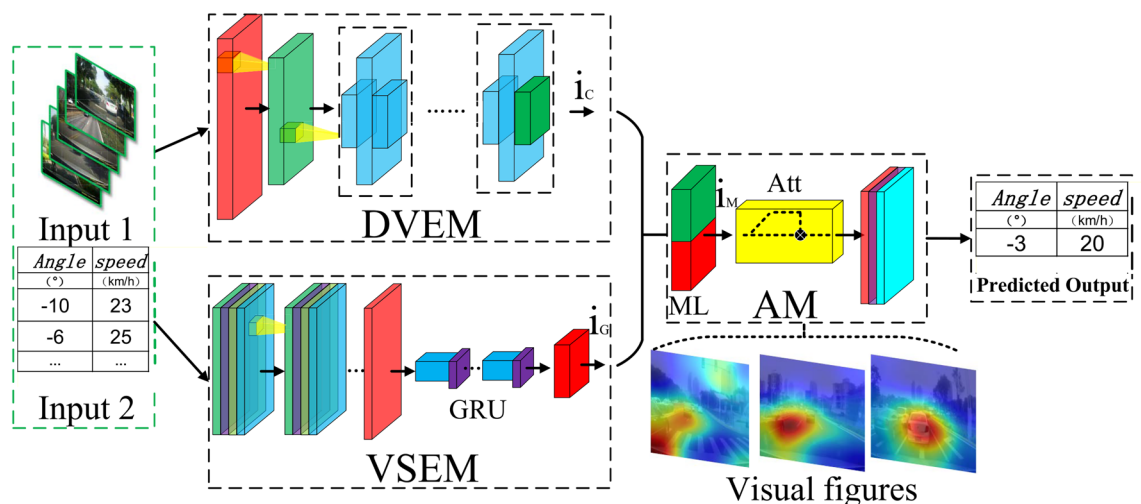 Input 1
Angle speed
(°) (km/h)
-10 23
-6 25
... ...
Input 2
......
i_C
DVEM
...
...
GRU
i_G
VSEM
i_M
ML
Att
AM
Visual figures
Angle speed
(°) (km/h)
-3 20
Predicted Output